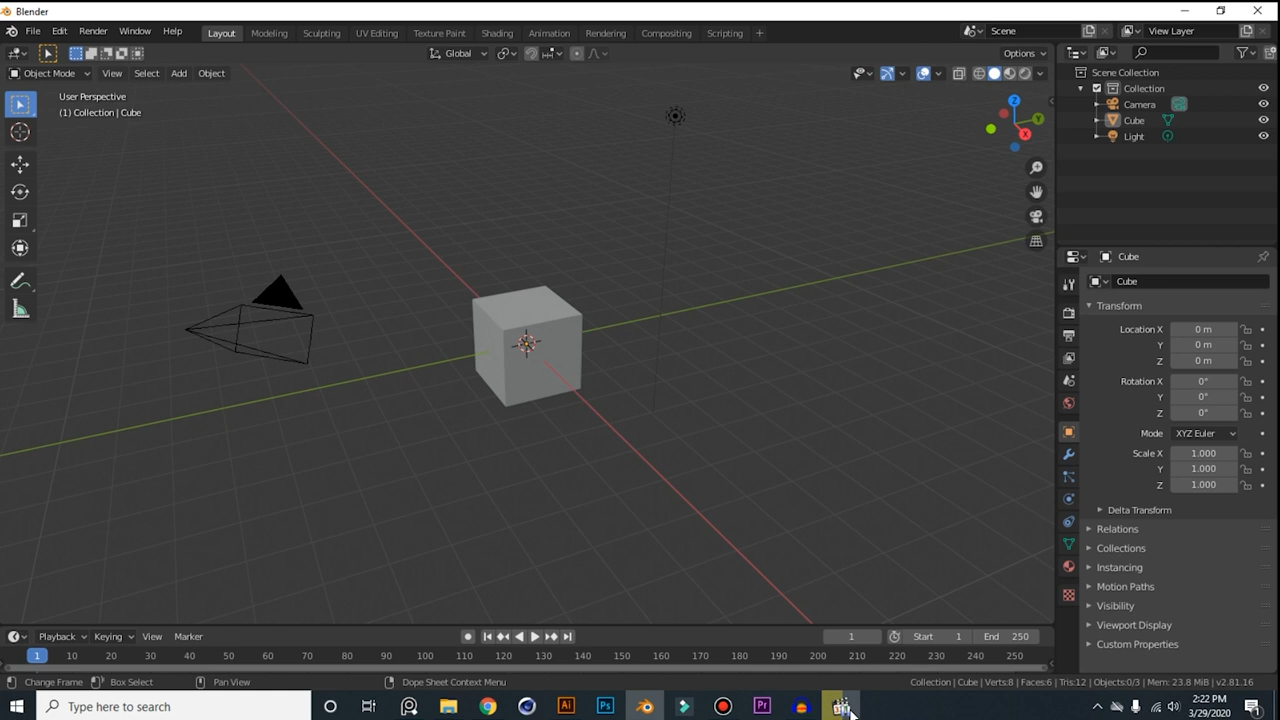 Blender
File Edit Render Window Help
Layout Modeling Sculpting UV Editing Texture Paint Shading Animation Rendering Compositing Scripting +
Scene
View Layer
Global
Options
Object Mode View Select Add Object
User Perspective
(1) Collection | Cube
Z
Y
X
Scene Collection
Collection
Camera
Cube
Light
Cube
Cube
Transform
Location X 0 m
Y 0 m
Z 0 m
Rotation X 0°
Y 0°
Z 0°
Mode XYZ Euler
Scale X 1.000
Y 1.000
Z 1.000
Delta Transform
Relations
Collections
Instancing
Motion Paths
Visibility
Viewport Display
Custom Properties
Playback Keying View Marker
1 Start 1 End 250
1 10 20 30 40 50 60 70 80 90 100 110 120 130 140 150 160 170 180 190 200 210 220 230 240 250
Change Frame Box Select Pan View Dope Sheet Context Menu
Collection | Cube | Verts:8 | Faces:6 | Tris:12 | Objects:0/3 | Mem: 23.8 MiB | v2.81.16
Type here to search
Ai Ps Pr
2:22 PM
3/29/2020
1